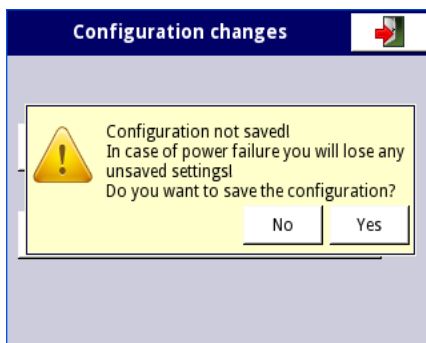 Configuration changes
Configuration not saved!
In case of power failure you will lose any
unsaved settings!
Do you want to save the configuration?
No Yes